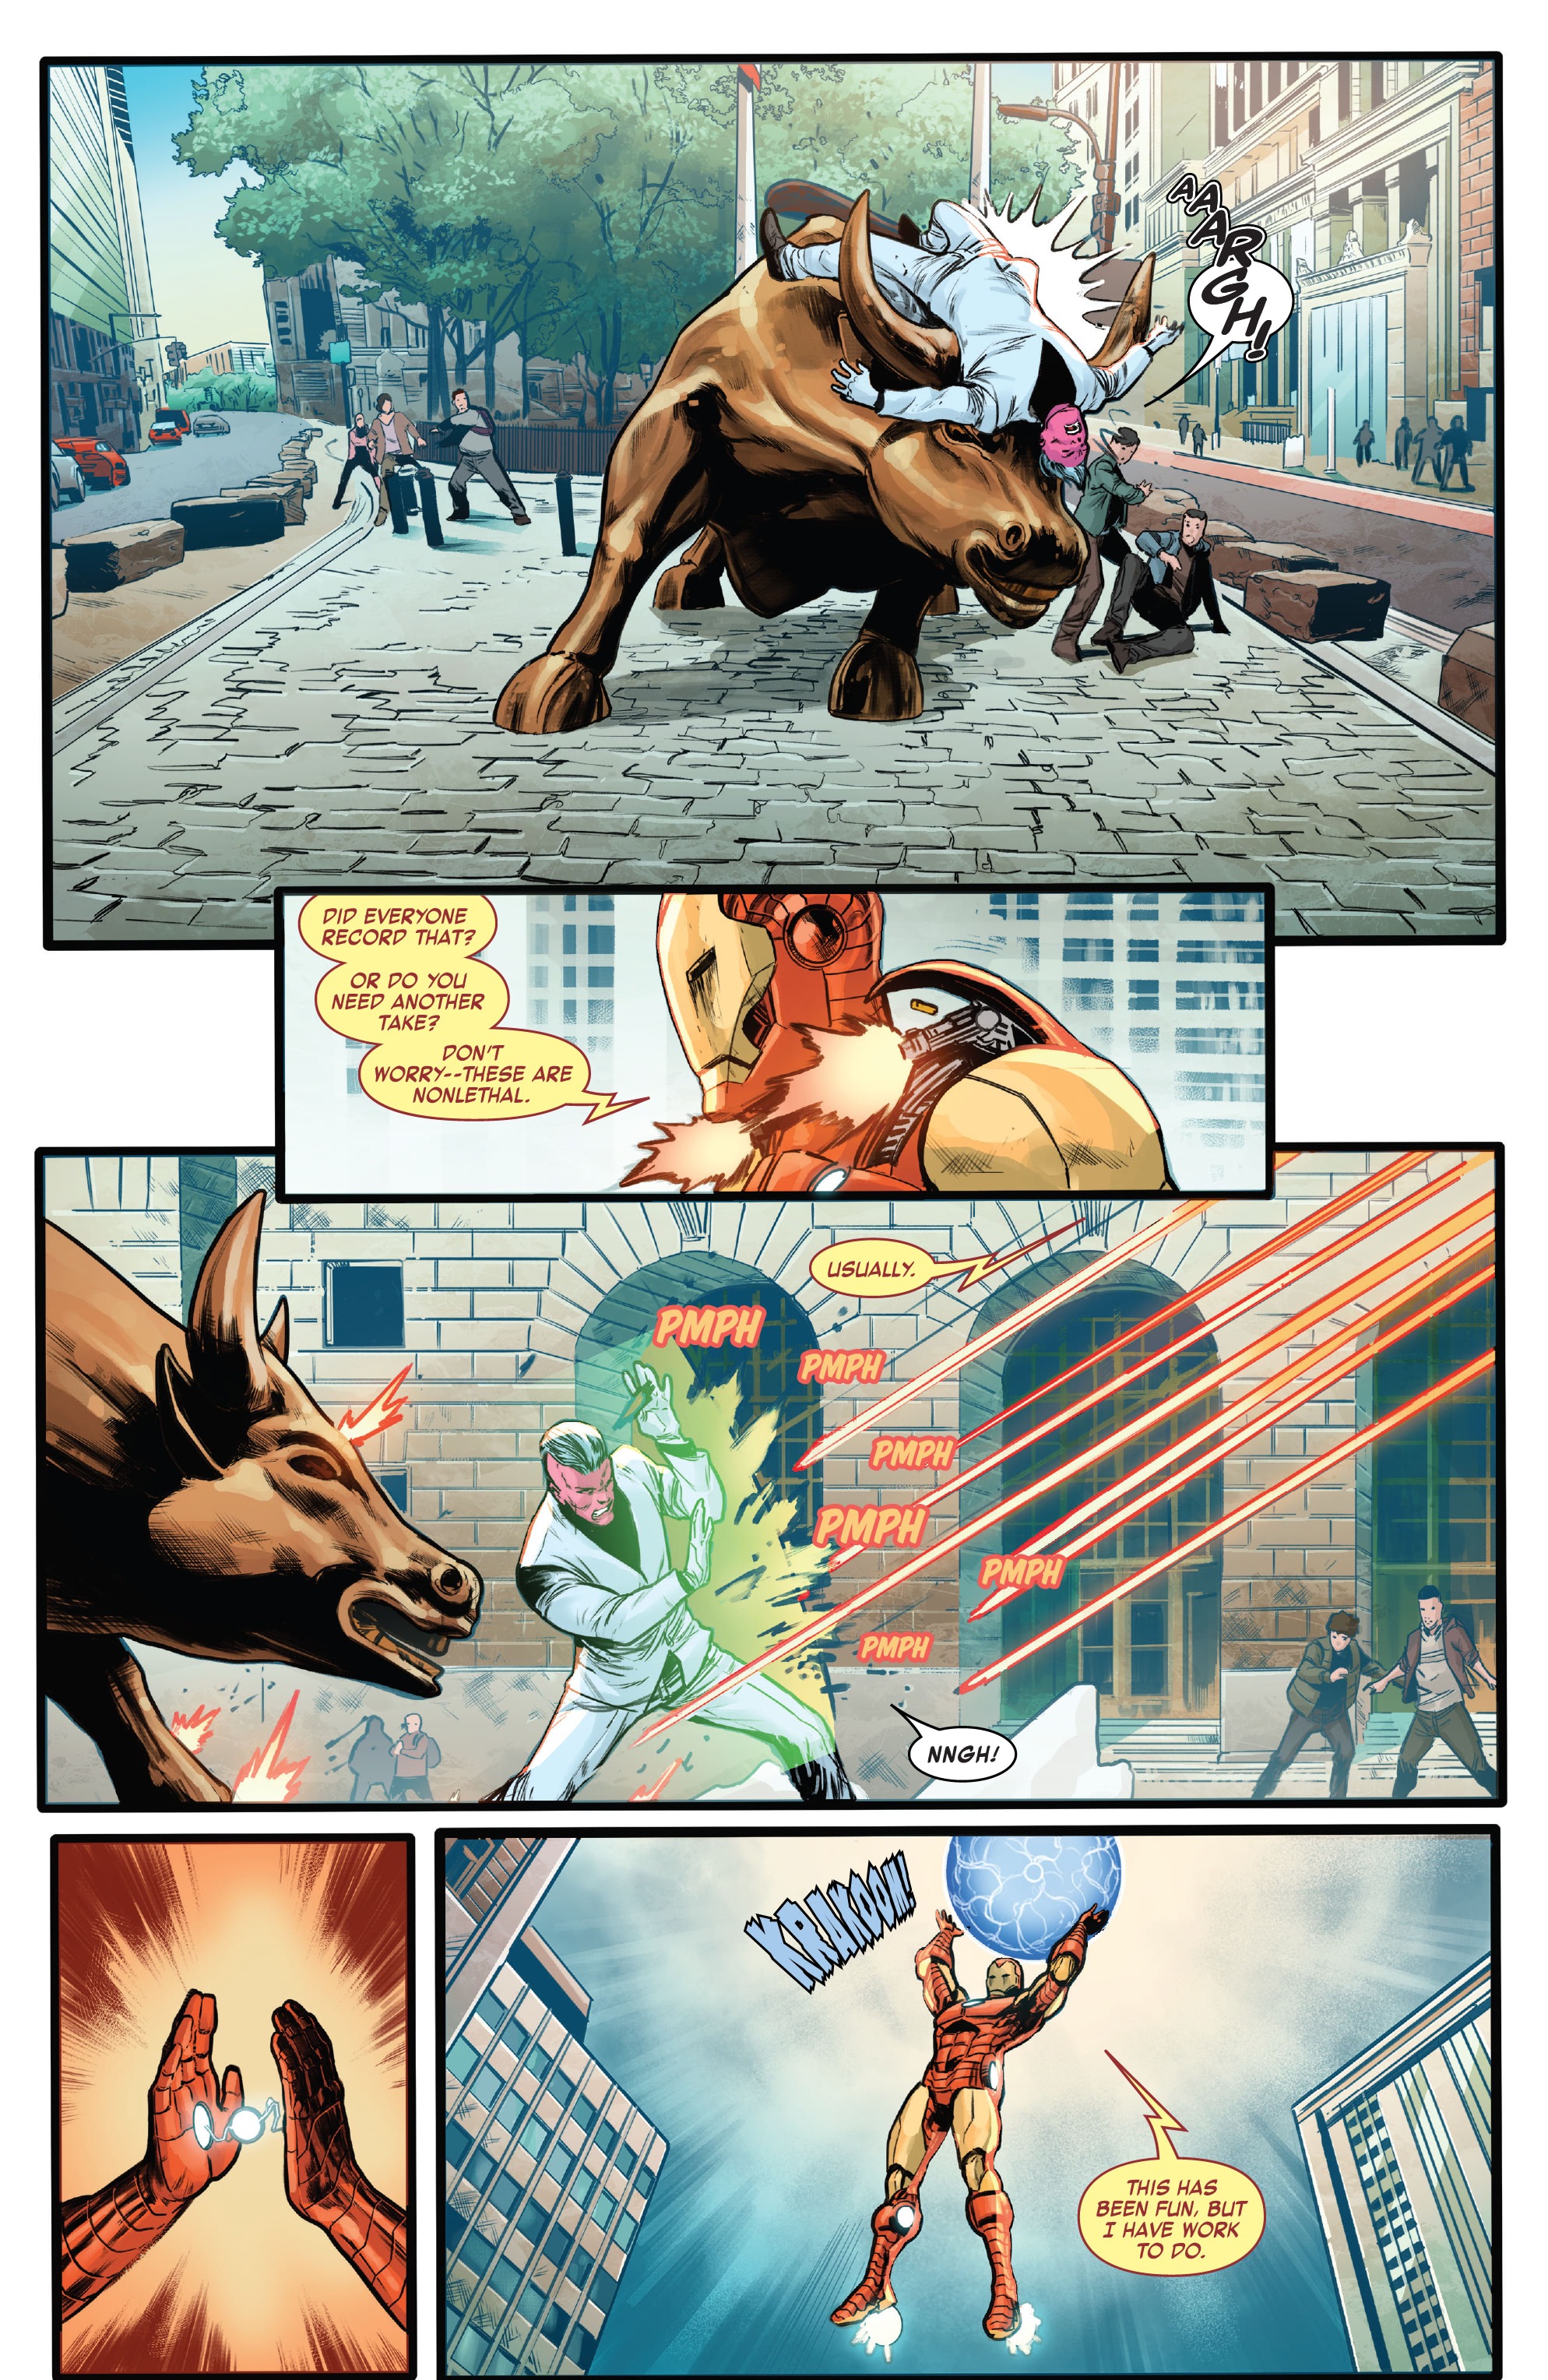 AAARGH!
DID EVERYONE
RECORD THAT?
OR DO YOU
NEED ANOTHER
TAKE?
DON'T
WORRY--THESE ARE
NONLETHAL.
USUALLY.
PMPH
PMPH
PMPH
PMPH
PMPH
PMPH
NNGH!
KRAKOOM!
THIS HAS
BEEN FUN, BUT
I HAVE WORK
TO DO.